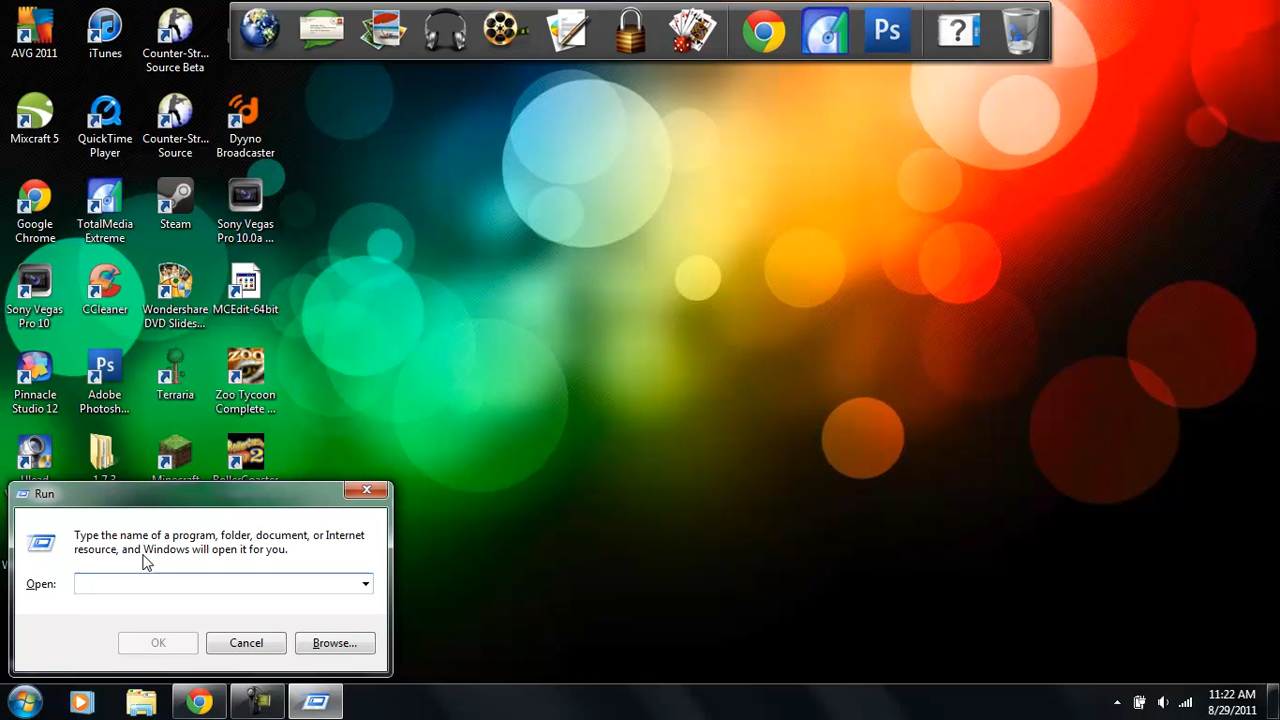 AVG 2011
iTunes
Counter-Str...
Source Beta
Mixcraft 5
QuickTime
Player
Counter-Str...
Source
Dyyno
Broadcaster
Google
Chrome
TotalMedia
Extreme
Steam
Sony Vegas
Pro 10.0a ...
Sony Vegas
Pro 10
CCleaner
Wondershare
DVD Slides...
MCEdit-64bit
Pinnacle
Studio 12
Ps
Adobe
Photosh...
Terraria
ZOO
Zoo Tycoon
Complete ...
Ulead
1.7.3
Minecraft
RollerCoaster
Ps
?
Run
Type the name of a program, folder, document, or Internet
resource, and Windows will open it for you.
Open:
OK
Cancel
Browse...
11:22 AM
8/29/2011